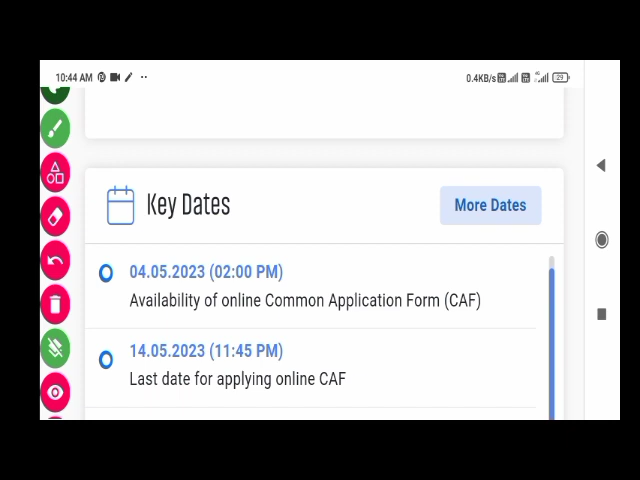 10:44 AM
0.4KB/s
29
Key Dates
More Dates
04.05.2023 (02:00 PM)
Availability of online Common Application Form (CAF)
14.05.2023 (11:45 PM)
Last date for applying online CAF